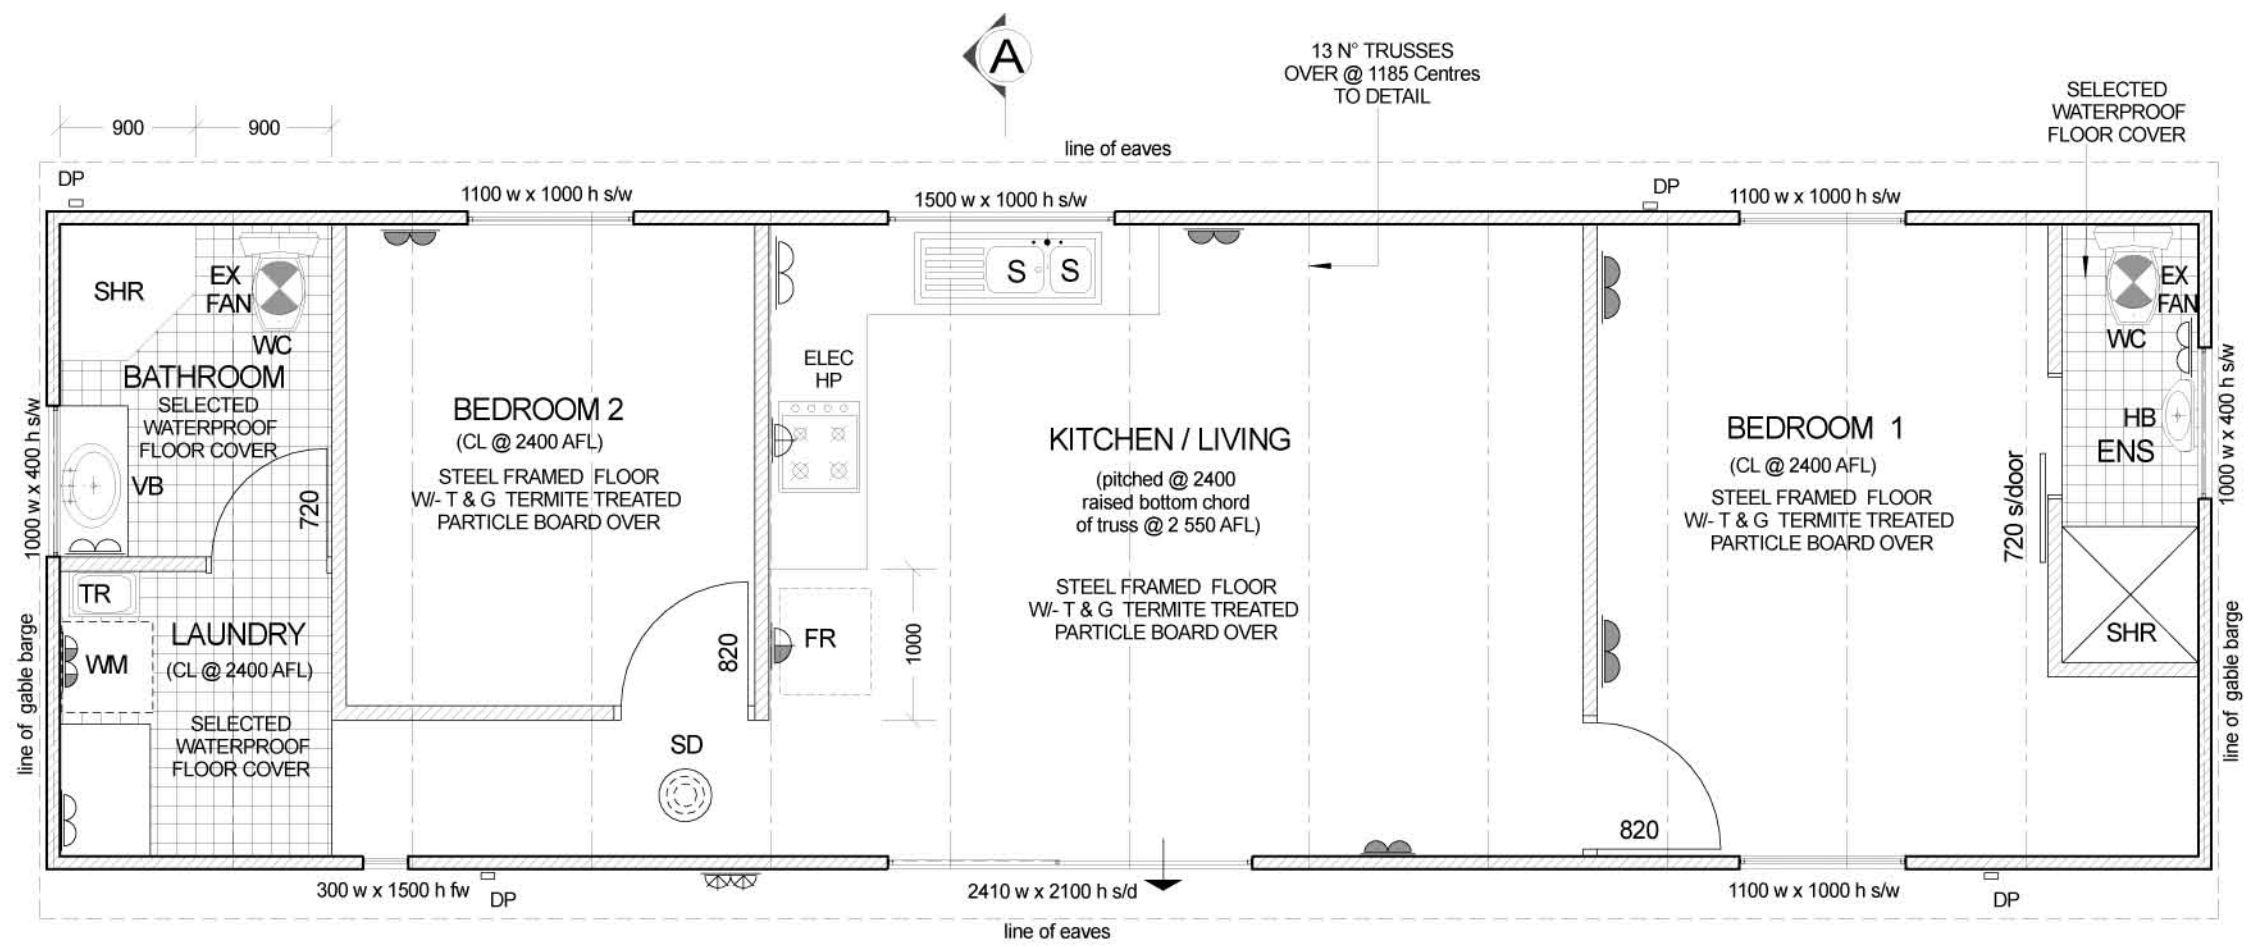 A
13 N° TRUSSES
OVER @ 1185 Centres
TO DETAIL
SELECTED
WATERPROOF
FLOOR COVER
900
900
line of eaves
DP
1100 w x 1000 h s/w
1500 w x 1000 h s/w
DP
1100 w x 1000 h s/w
SHR
EX
FAN
WC
BATHROOM
SELECTED
WATERPROOF
FLOOR COVER
VB
720
1000 w x 400 h s/w
TR
WM
LAUNDRY
(CL @ 2400 AFL)
SELECTED
WATERPROOF
FLOOR COVER
line of gable barge
BEDROOM 2
(CL @ 2400 AFL)
STEEL FRAMED FLOOR
W/- T & G TERMITE TREATED
PARTICLE BOARD OVER
820
SD
S
S
ELEC
HP
FR
1000
KITCHEN / LIVING
(pitched @ 2400
raised bottom chord
of truss @ 2 550 AFL)
STEEL FRAMED FLOOR
W/- T & G TERMITE TREATED
PARTICLE BOARD OVER
BEDROOM 1
(CL @ 2400 AFL)
STEEL FRAMED FLOOR
W/- T & G TERMITE TREATED
PARTICLE BOARD OVER
820
720 s/door
EX
FAN
WC
HB
ENS
SHR
1000 w x 400 h s/w
line of gable barge
300 w x 1500 h fw
DP
2410 w x 2100 h s/d
1100 w x 1000 h s/w
DP
line of eaves